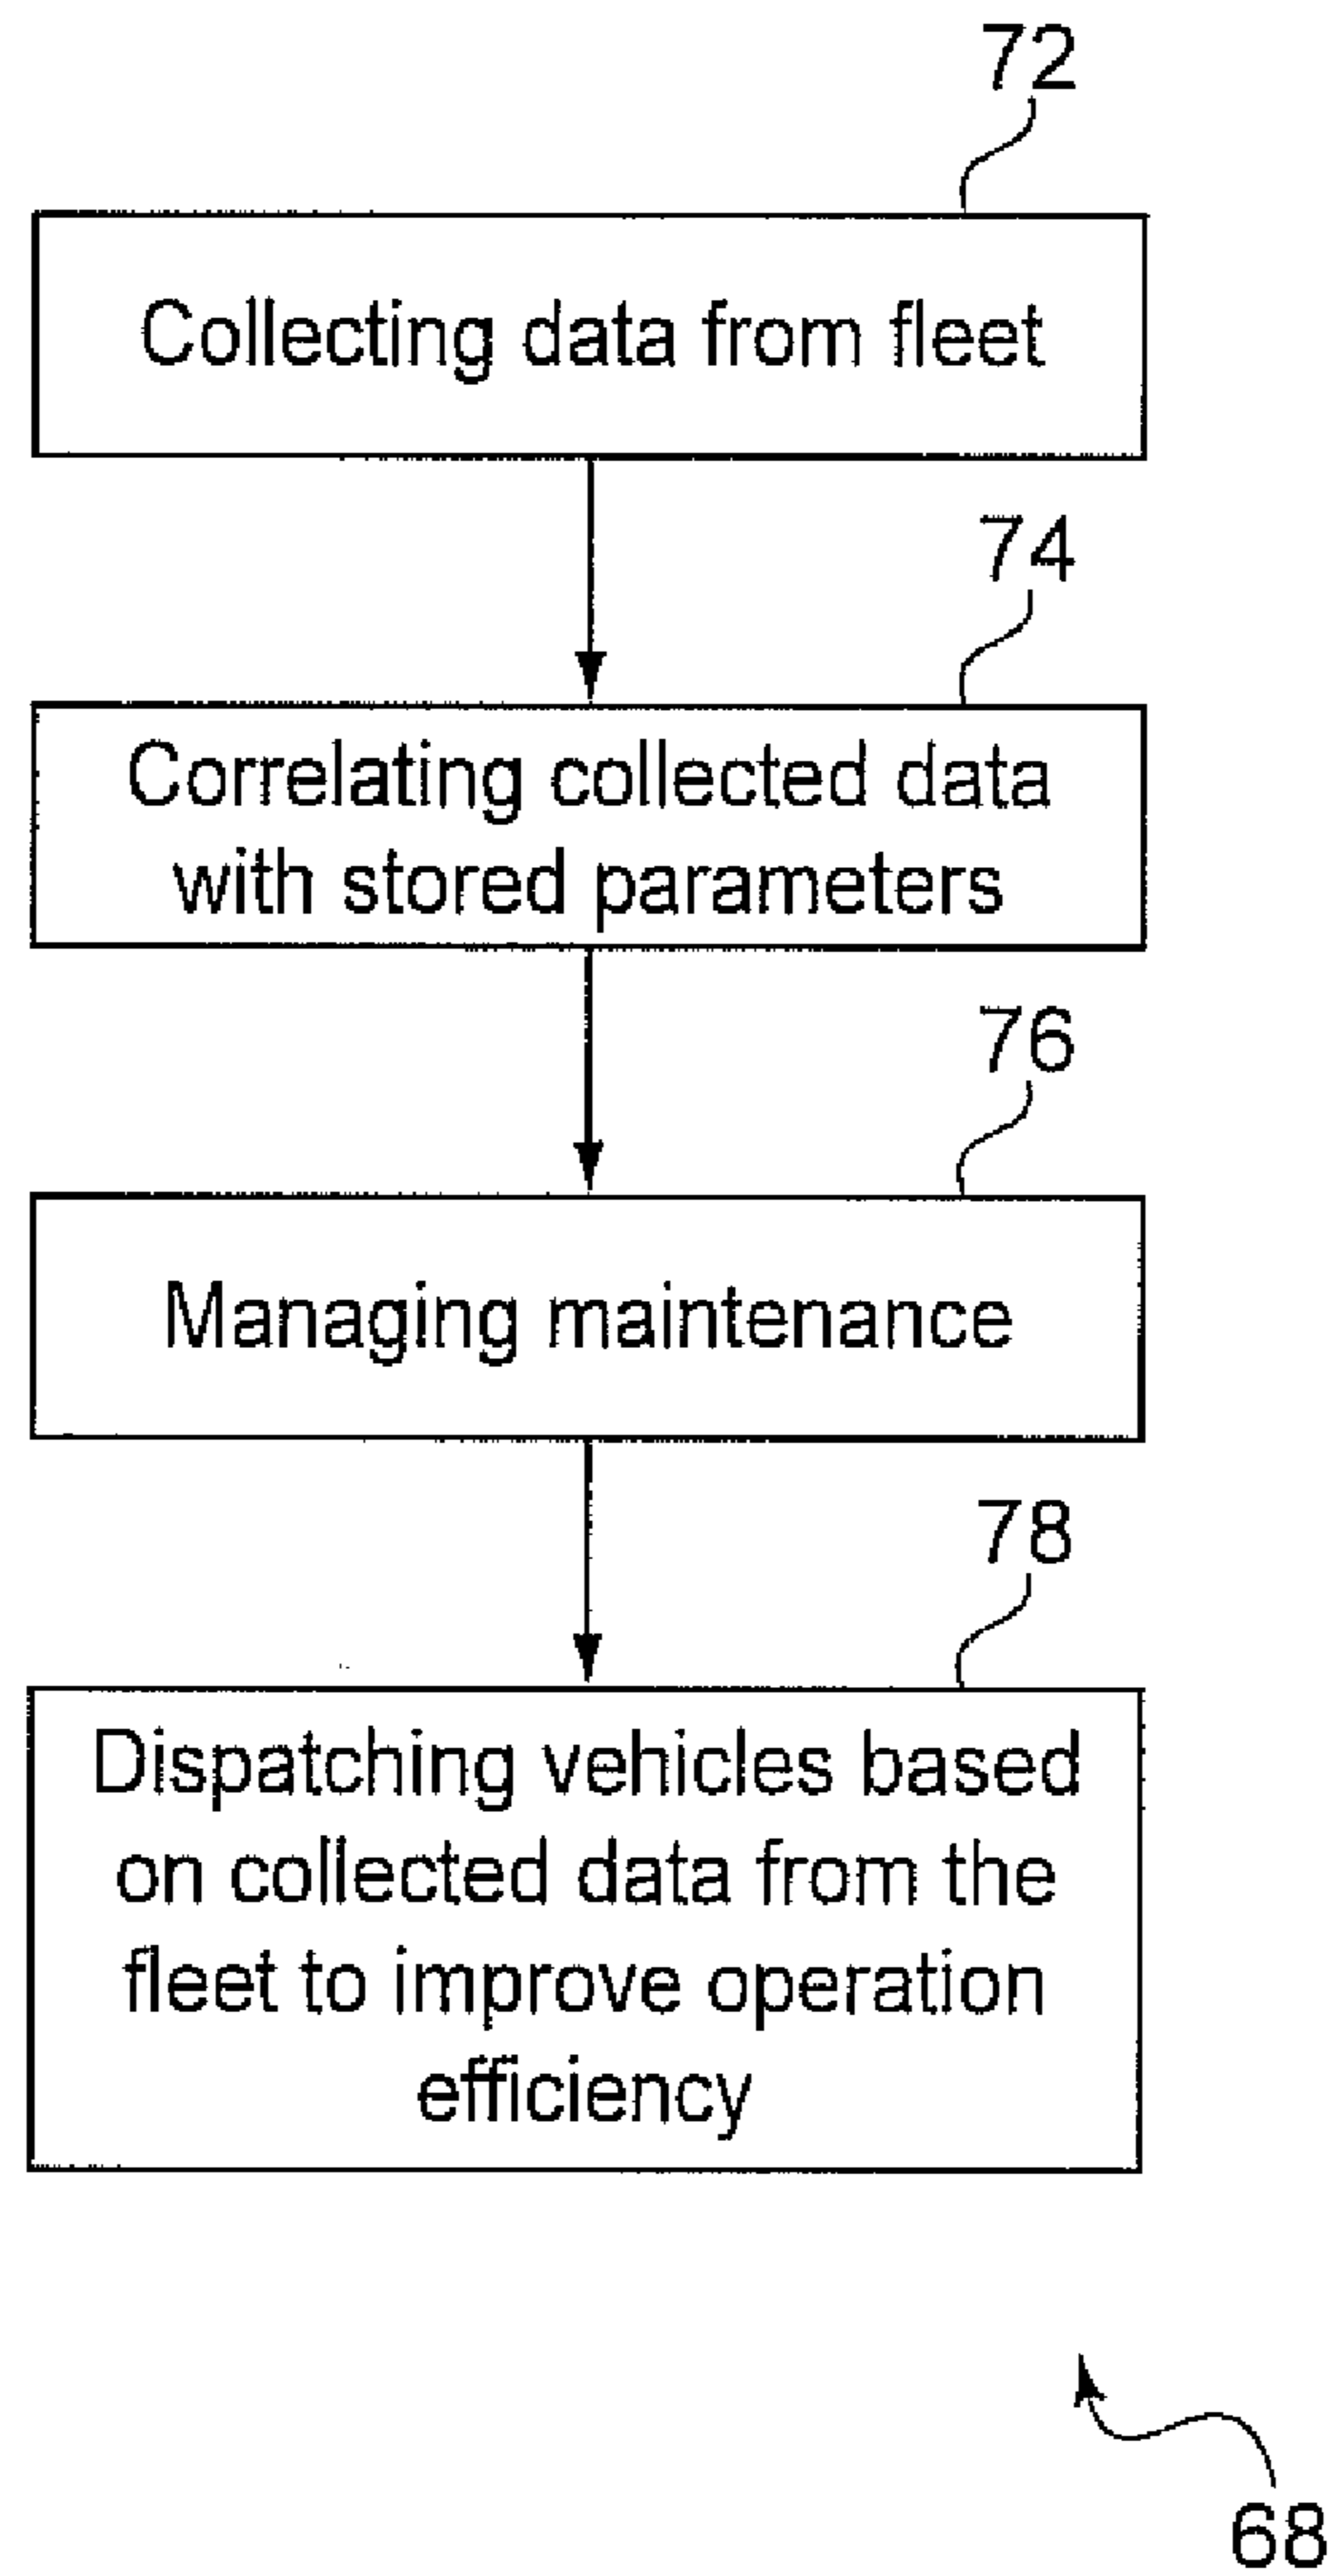 72
Collecting data from fleet
74
Correlating collected data
with stored parameters
76
Managing maintenance
78
Dispatching vehicles based
on collected data from the
fleet to improve operation
efficiency
68